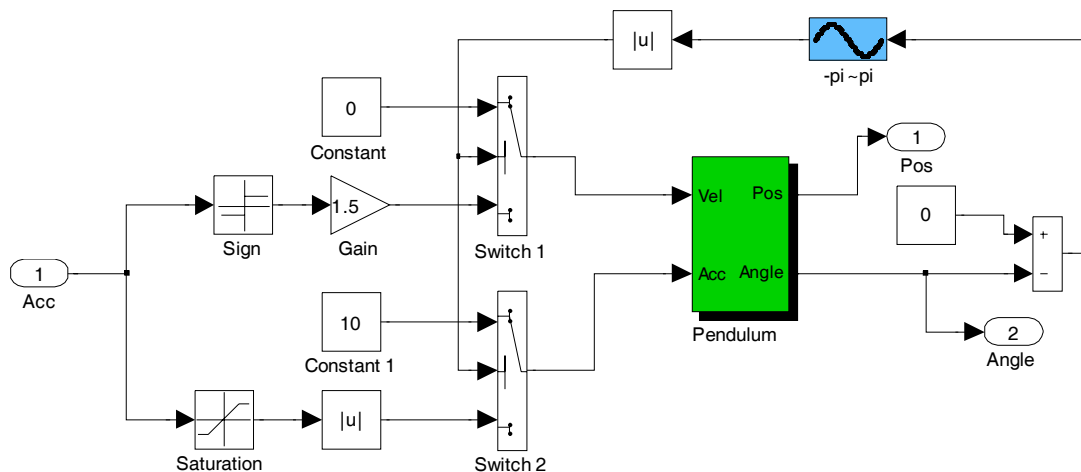 |u|
-pi ~pi
0
Constant
1
Pos
Vel
Pos
0
1.5
+
Sign
Gain
Switch 1
−
1
Acc
Acc
Angle
10
Constant 1
Pendulum
2
Angle
|u|
Saturation
Switch 2